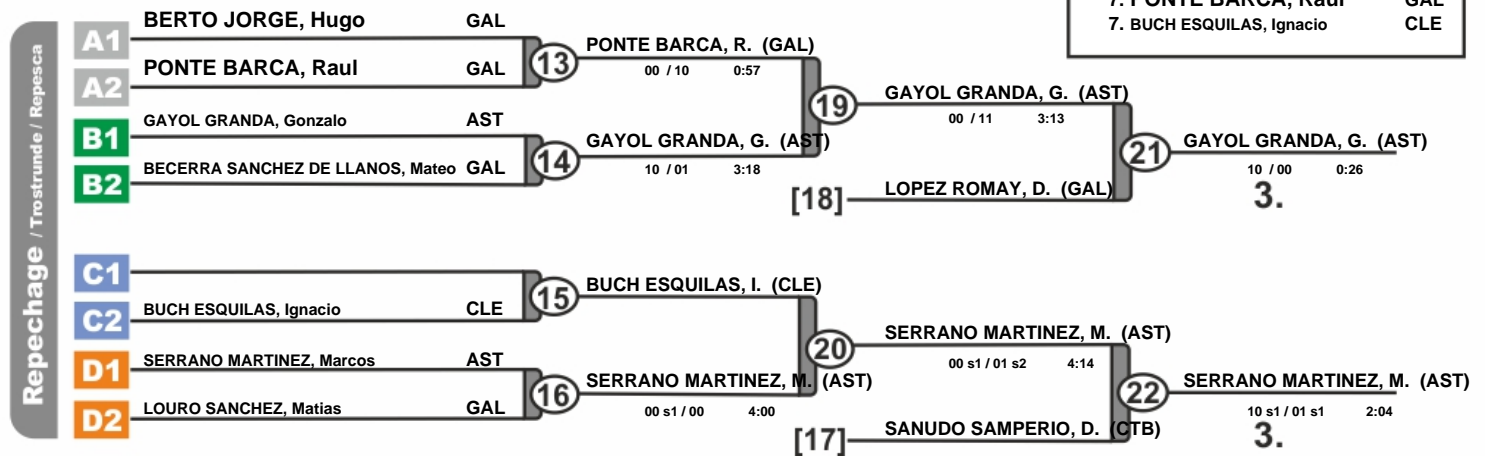 7. PONTE BARCA, Raul GAL
7. BUCH ESQUILAS, Ignacio CLE
Repechage / Trostrunde / Repesca
A1 BERTO JORGE, Hugo GAL
A2 PONTE BARCA, Raul GAL
13 PONTE BARCA, R. (GAL)
00 / 10 0:57
B1 GAYOL GRANDA, Gonzalo AST
B2 BECERRA SANCHEZ DE LLANOS, Mateo GAL
14 GAYOL GRANDA, G. (AST)
10 / 01 3:18
19 GAYOL GRANDA, G. (AST)
00 / 11 3:13
[18] LOPEZ ROMAY, D. (GAL)
21 GAYOL GRANDA, G. (AST)
10 / 00 0:26
3.
C1
C2 BUCH ESQUILAS, Ignacio CLE
15 BUCH ESQUILAS, I. (CLE)
D1 SERRANO MARTINEZ, Marcos AST
D2 LOURO SANCHEZ, Matias GAL
16 SERRANO MARTINEZ, M. (AST)
00 s1 / 00 4:00
20 SERRANO MARTINEZ, M. (AST)
00 s1 / 01 s2 4:14
[17] SANUDO SAMPERIO, D. (CTB)
22 SERRANO MARTINEZ, M. (AST)
10 s1 / 01 s1 2:04
3.